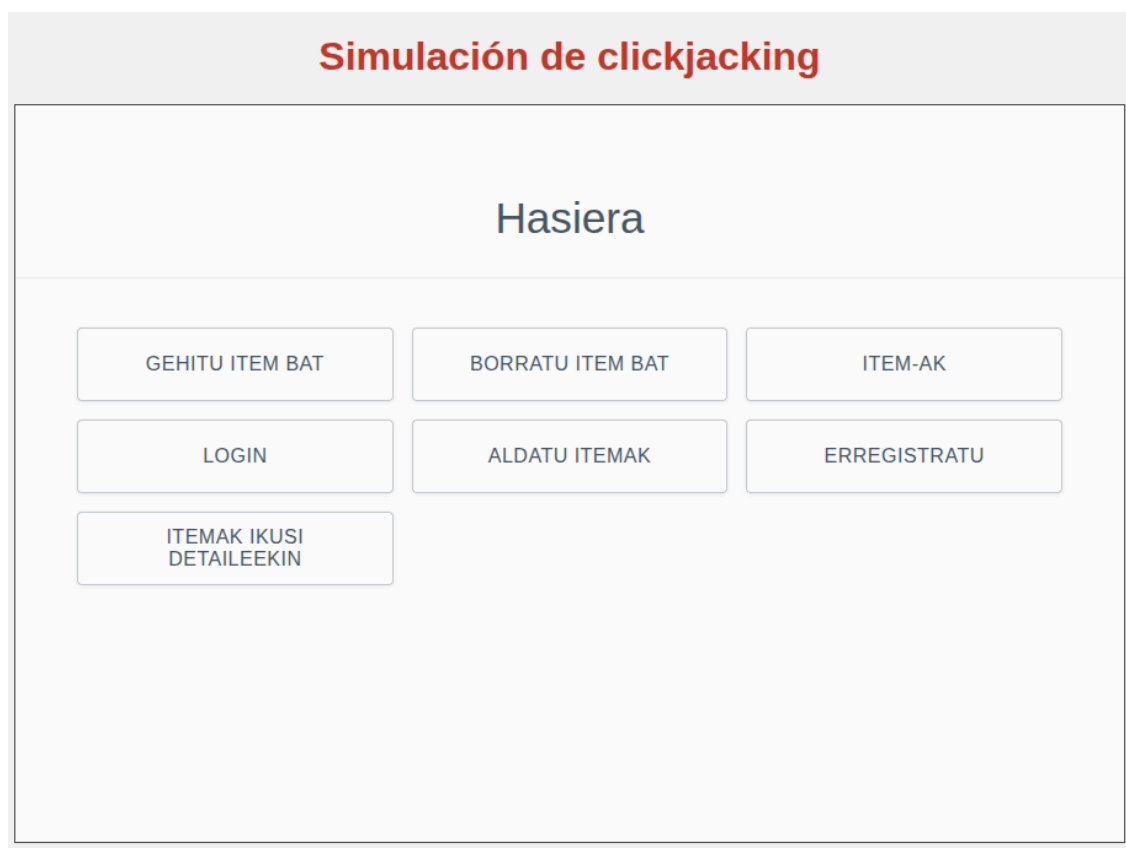 Simulación de clickjacking
Hasiera
GEHITU ITEM BAT
BORRATU ITEM BAT
ITEM-AK
LOGIN
ALDATU ITEMAK
ERREGISTRATU
ITEMAK IKUSI
DETAILEEKIN